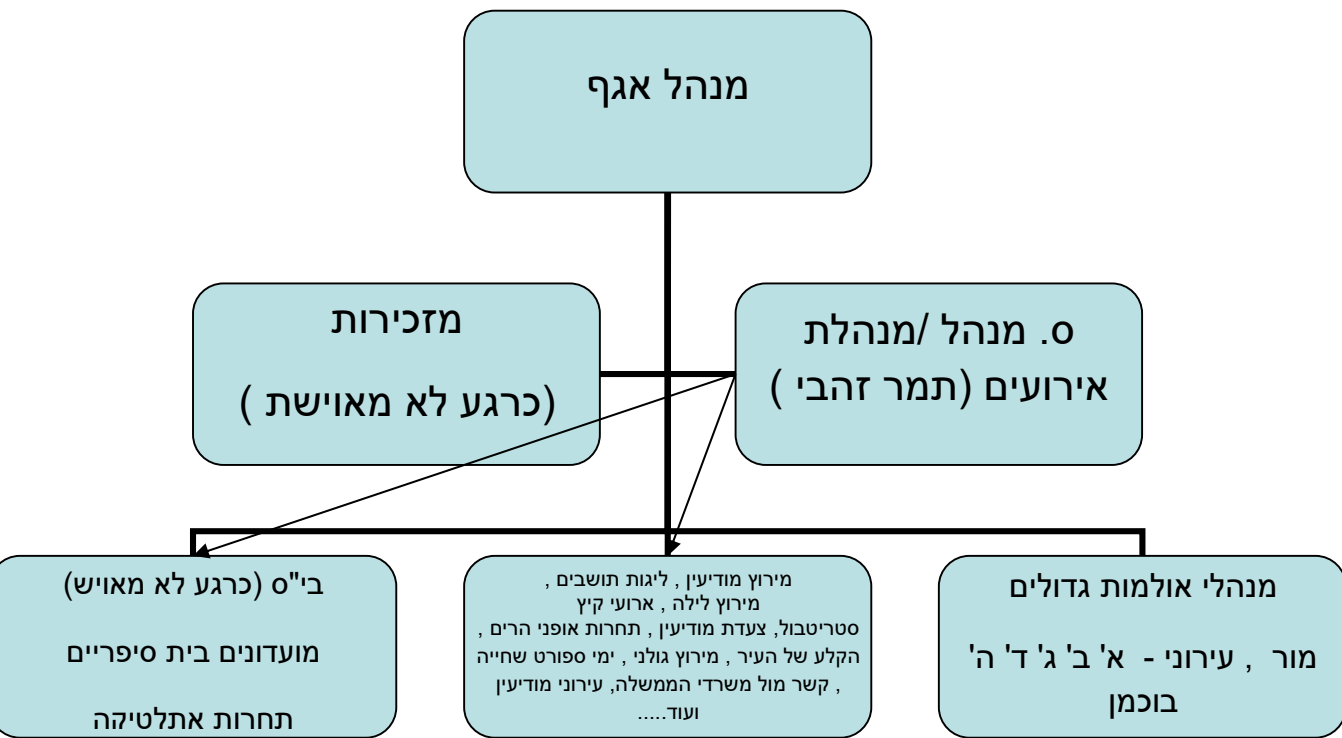 מנהל אגף
ס. מנהל /מנהלת
אירועים (תמר זהבי )
מזכירות
(כרגע לא מאוישת )
מנהלי אולמות גדולים
מור , עירוני - א' ב' ג' ד' ה'
בוכמן
מירוץ מודיעין , ליגות תושבים ,
מירוץ לילה , ארועי קיץ
סטריטבול, צעדת מודיעין , תחרות אופני הרים ,
הקלע של העיר , מירוץ גולני , ימי ספורט שחייה
, קשר מול משרדי הממשלה, עירוני מודיעין
ועוד.....
בי"ס (כרגע לא מאויש)
מועדונים בית סיפריים
תחרות אתלטיקה